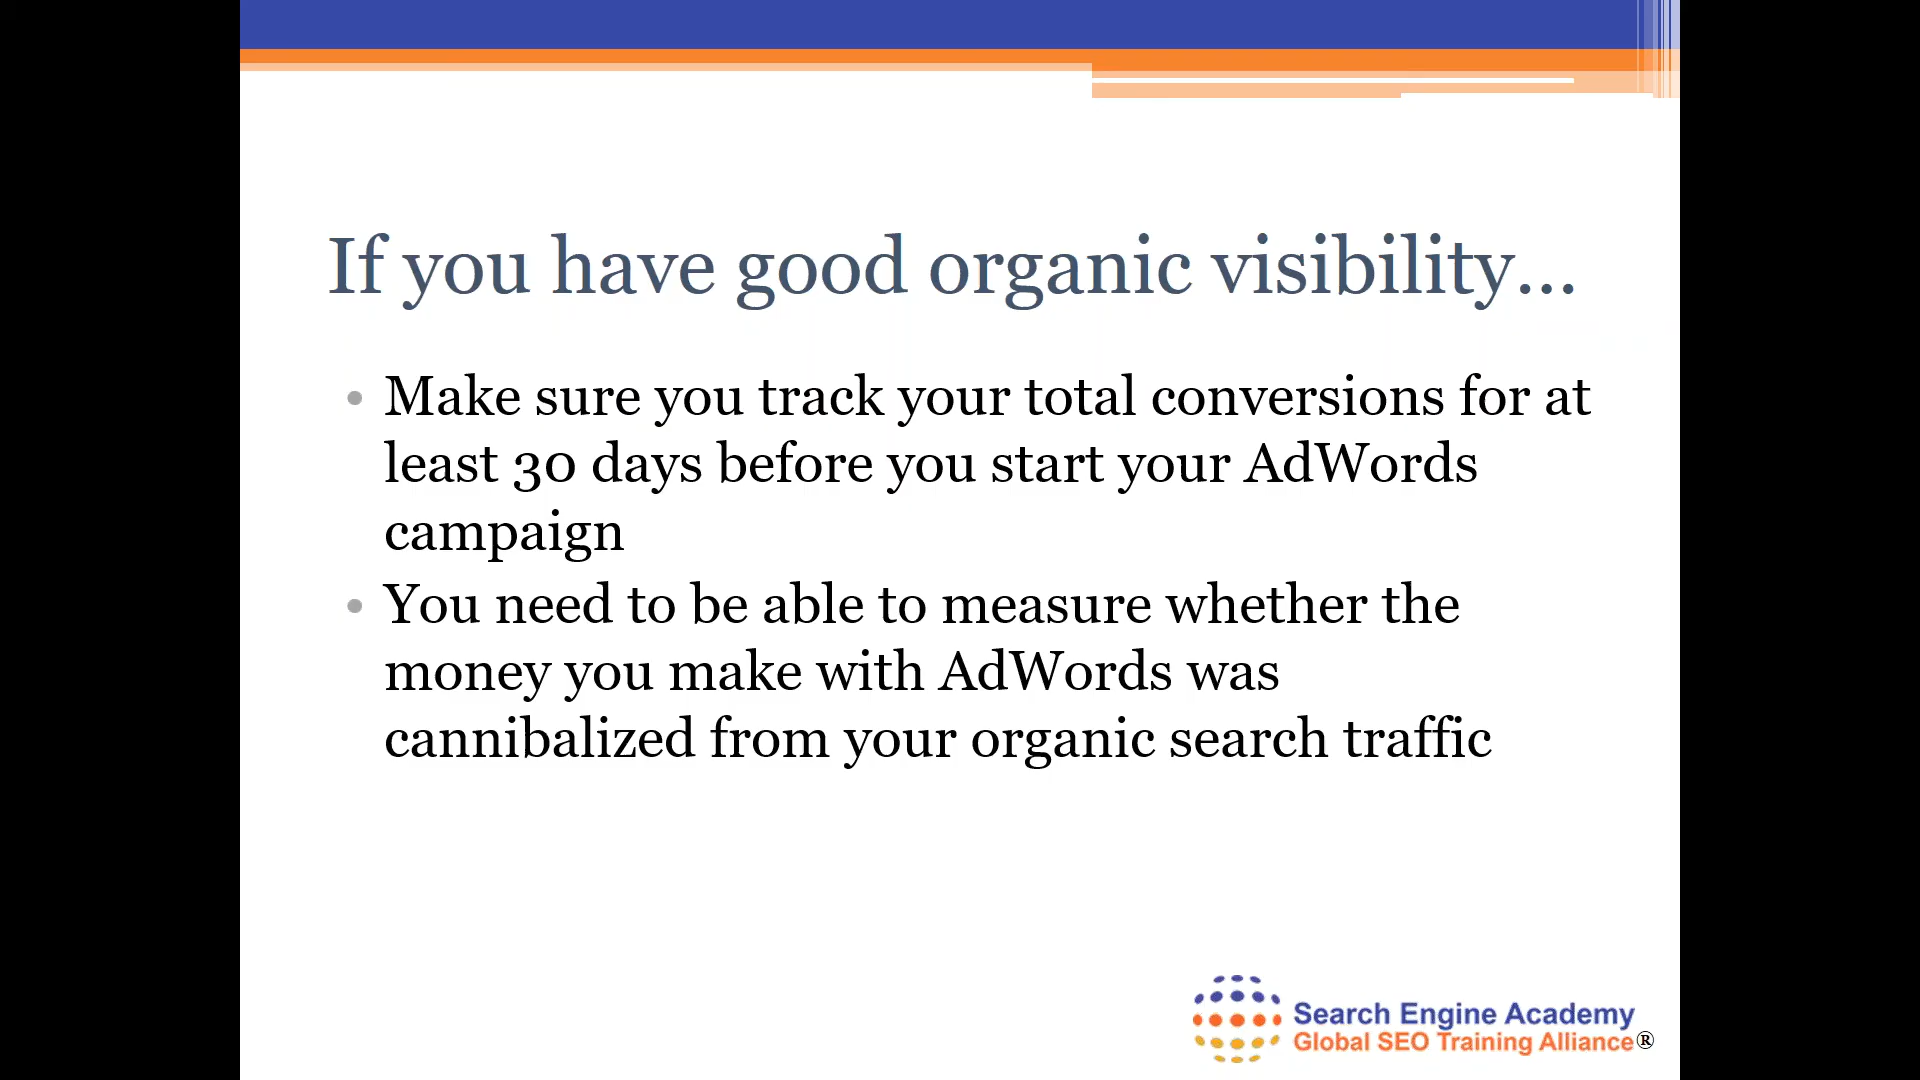 If you have good organic visibility...
• Make sure you track your total conversions for at
least 30 days before you start your AdWords
campaign
• You need to be able to measure whether the
money you make with AdWords was
cannibalized from your organic search traffic
Search Engine Academy
Global SEO Training Alliance®